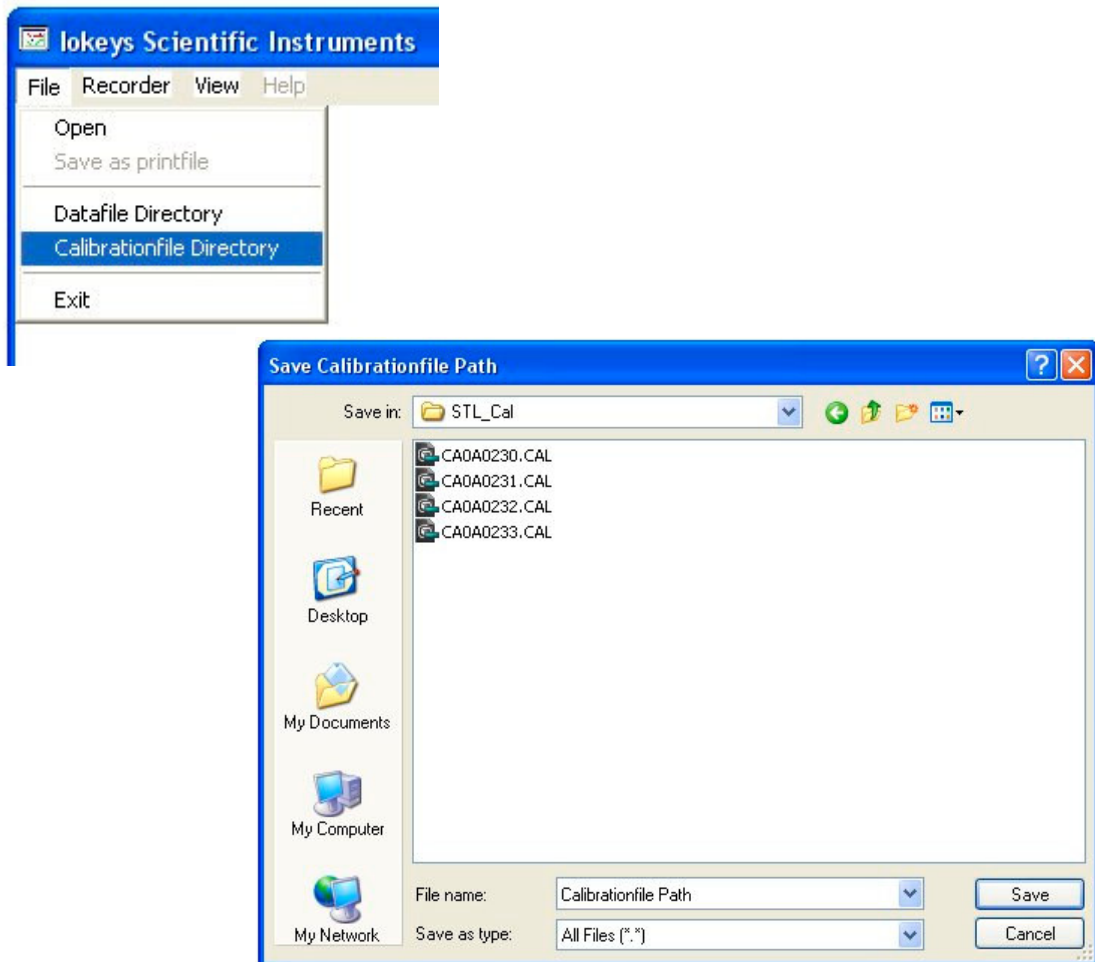 lokeys Scientific Instruments
File Recorder View Help
Open
Save as printfile
Datafile Directory
Calibrationfile Directory
Exit
Save Calibrationfile Path
Save in: STL_Cal
CA0A0230.CAL
CA0A0231.CAL
CA0A0232.CAL
CA0A0233.CAL
Recent
Desktop
My Documents
My Computer
My Network
File name: Calibrationfile Path Save
Save as type: All Files (*.*) Cancel